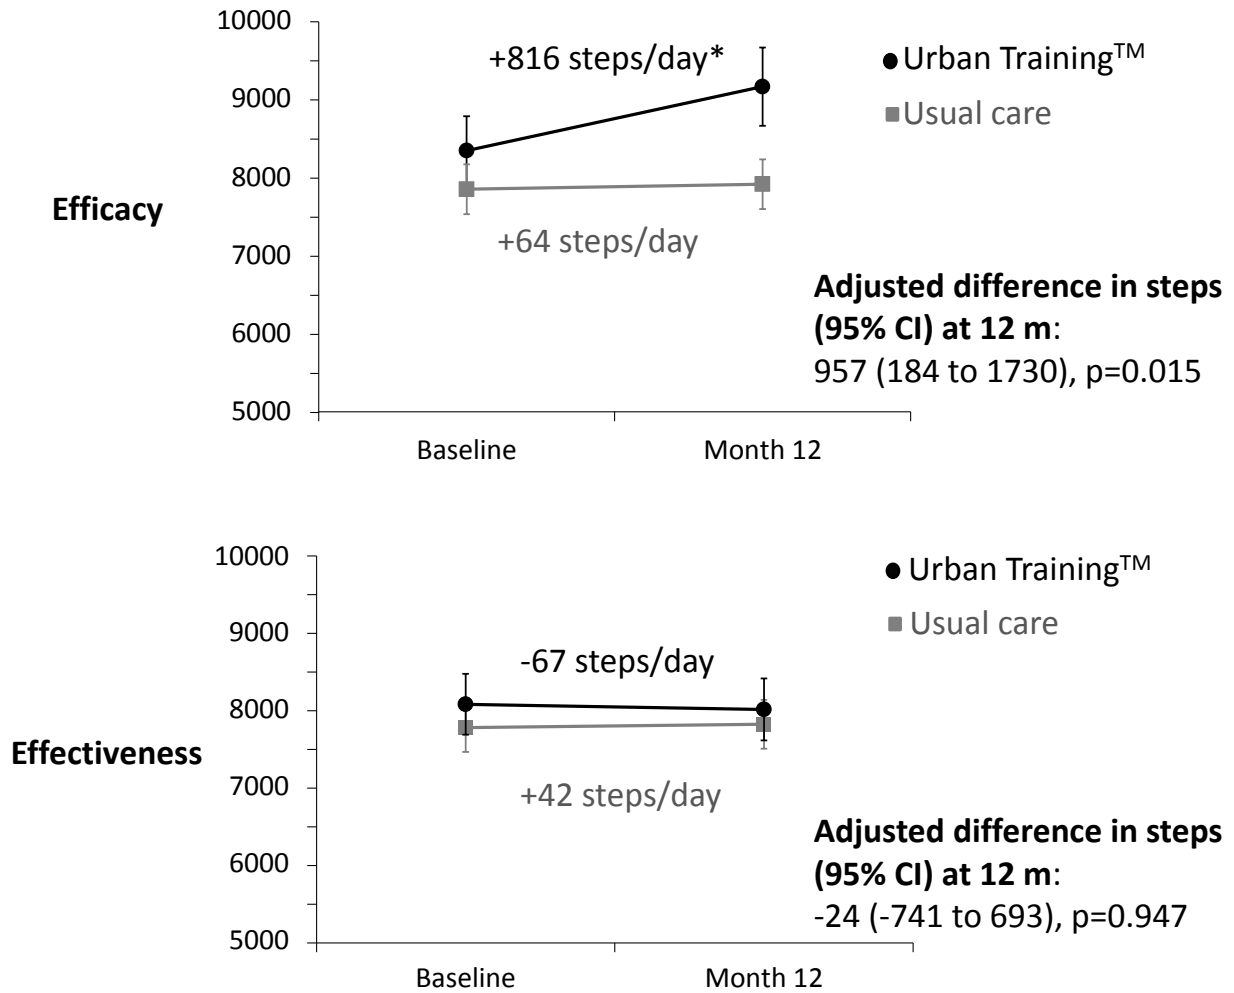 10000
+816 steps/day*
Urban Training™
9000
Usual care
8000
Efficacy
7000
+64 steps/day
Adjusted difference in steps
(95% CI) at 12 m:
6000
957 (184 to 1730), p=0.015
5000
Baseline
Month 12
10000
Urban Training™
9000
Usual care
-67 steps/day
8000
Effectiveness
7000
+42 steps/day
Adjusted difference in steps
(95% CI) at 12 m:
6000
-24 (-741 to 693), p=0.947
5000
Baseline
Month 12